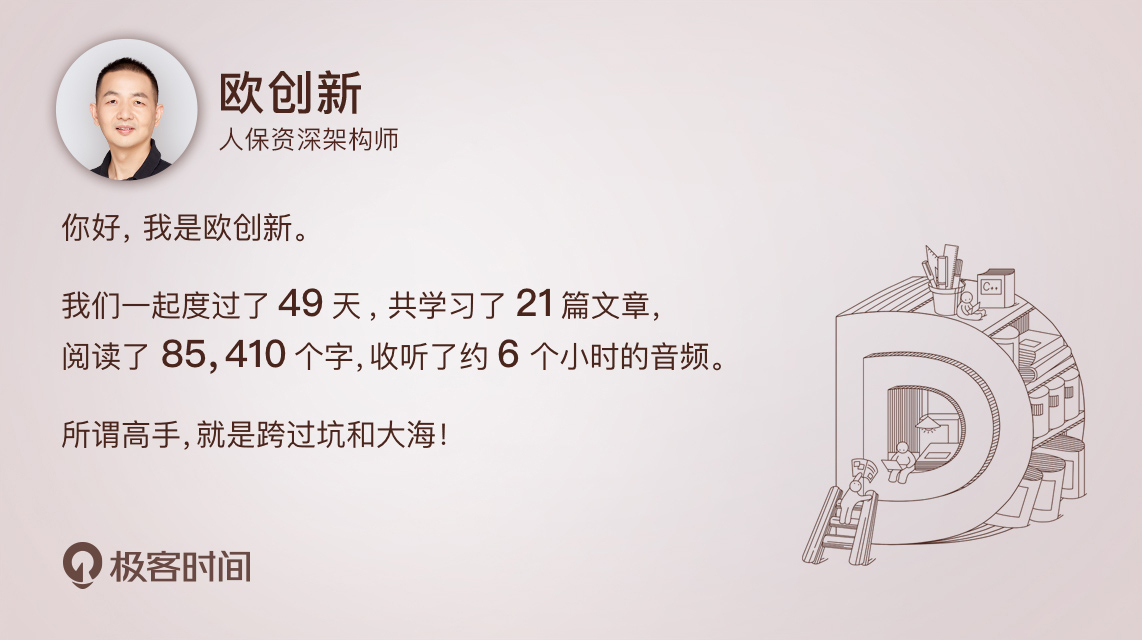 欧创新
人保资深架构师
你好，我是欧创新。
我们一起度过了 49 天，共学习了 21 篇文章，
阅读了 85,410 个字，收听了约 6 个小时的音频。
所谓高手，就是跨过坑和大海！
C++
极客时间